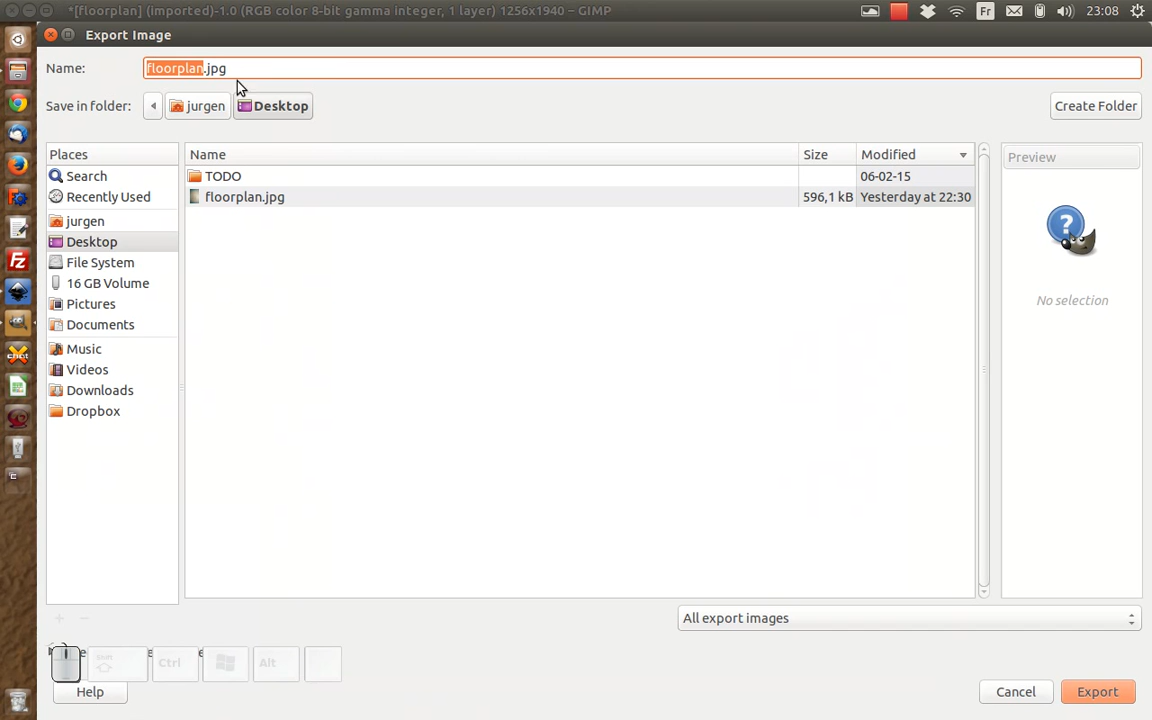 *[floorplan] (imported)-1.0 (RGB color 8-bit gamma integer, 1 layer) 1256x1940 – GIMP
Fr
23:08
Export Image
Name:
floorplan.jpg
Save in folder:
jurgen
Desktop
Create Folder
Places
Name
Size
Modified
Preview
Search
TODO
06-02-15
Recently Used
floorplan.jpg
596,1 kB
Yesterday at 22:30
jurgen
Desktop
File System
16 GB Volume
Pictures
No selection
Documents
Music
Videos
Downloads
Dropbox
All export images
Shift
Ctrl
Alt
Help
Cancel
Export